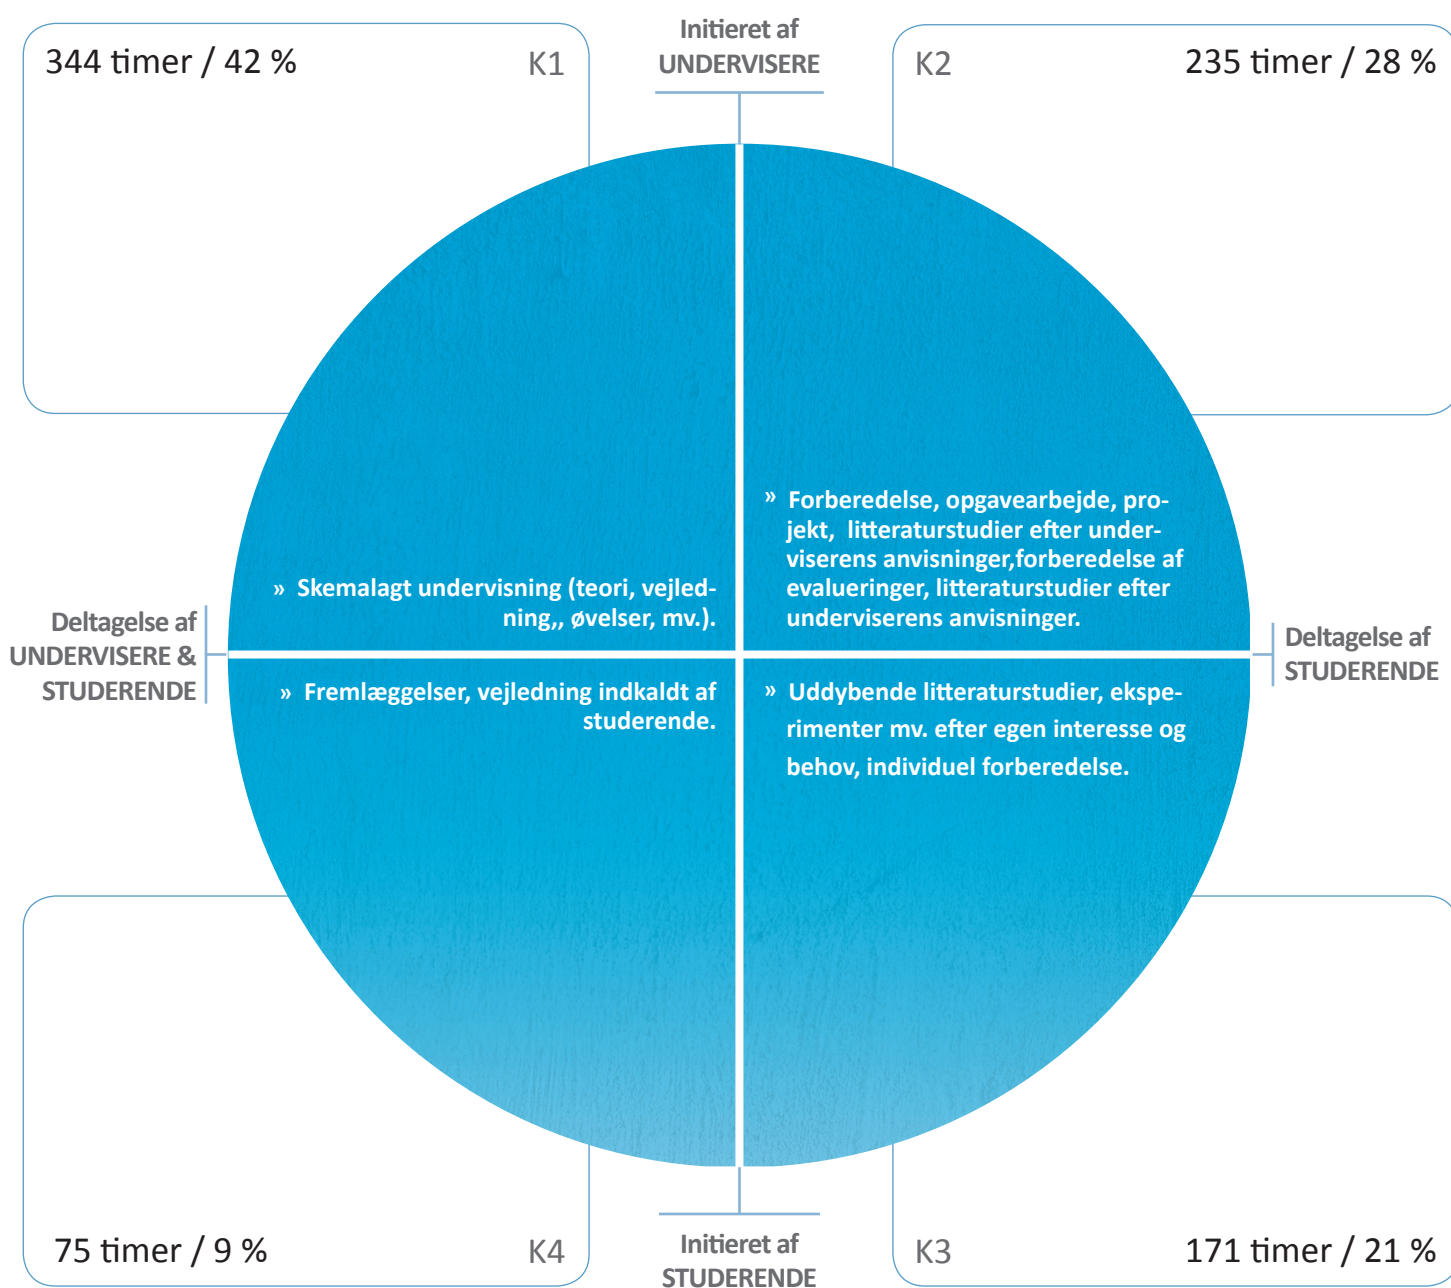 344 timer / 42 %
K1
Initieret af
UNDERVISERE
K2
235 timer / 28 %
» Skemalagt undervisning (teori, vejled-
ning,, øvelser, mv.).
» Forberedelse, opgavearbejde, pro-
jekt, litteraturstudier efter under-
viserens anvisninger,forberedelse af
evalueringer, litteraturstudier efter
underviserens anvisninger.
Deltagelse af
UNDERVISERE &
STUDERENDE
Deltagelse af
STUDERENDE
» Fremlæggelser, vejledning indkaldt af
studerende.
» Uddybende litteraturstudier, ekspe-
rimenter mv. efter egen interesse og
behov, individuel forberedelse.
75 timer / 9 %
K4
Initieret af
STUDERENDE
K3
171 timer / 21 %